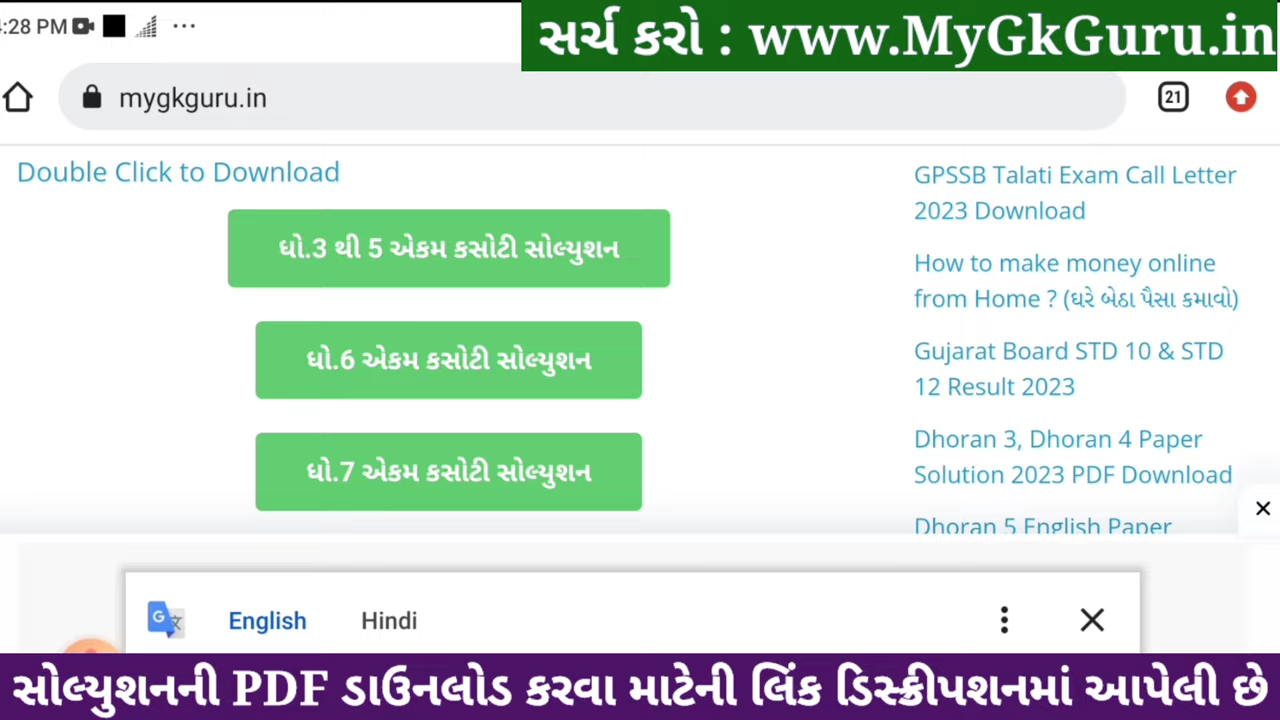 :28 PM
સર્ચ કરો : www.MyGkGuru.in
mygkguru.in
21
Double Click to Download
ધો.3 થી 5 એકમ કસોટી સોલ્યુશન
ધો.6 એકમ કસોટી સોલ્યુશન
ધો.7 એકમ કસોટી સોલ્યુશન
GPSSB Talati Exam Call Letter
2023 Download
How to make money online
from Home ? (ઘરે બેઠા પૈસા કમાવો)
Gujarat Board STD 10 & STD
12 Result 2023
Dhoran 3, Dhoran 4 Paper
Solution 2023 PDF Download
Dhoran 5 English Paper
English Hindi
સોલ્યુશનની PDF ડાઉનલોડ કરવા માટેની લિંક ડિસ્ક્રીપશનમાં આપેલી છે